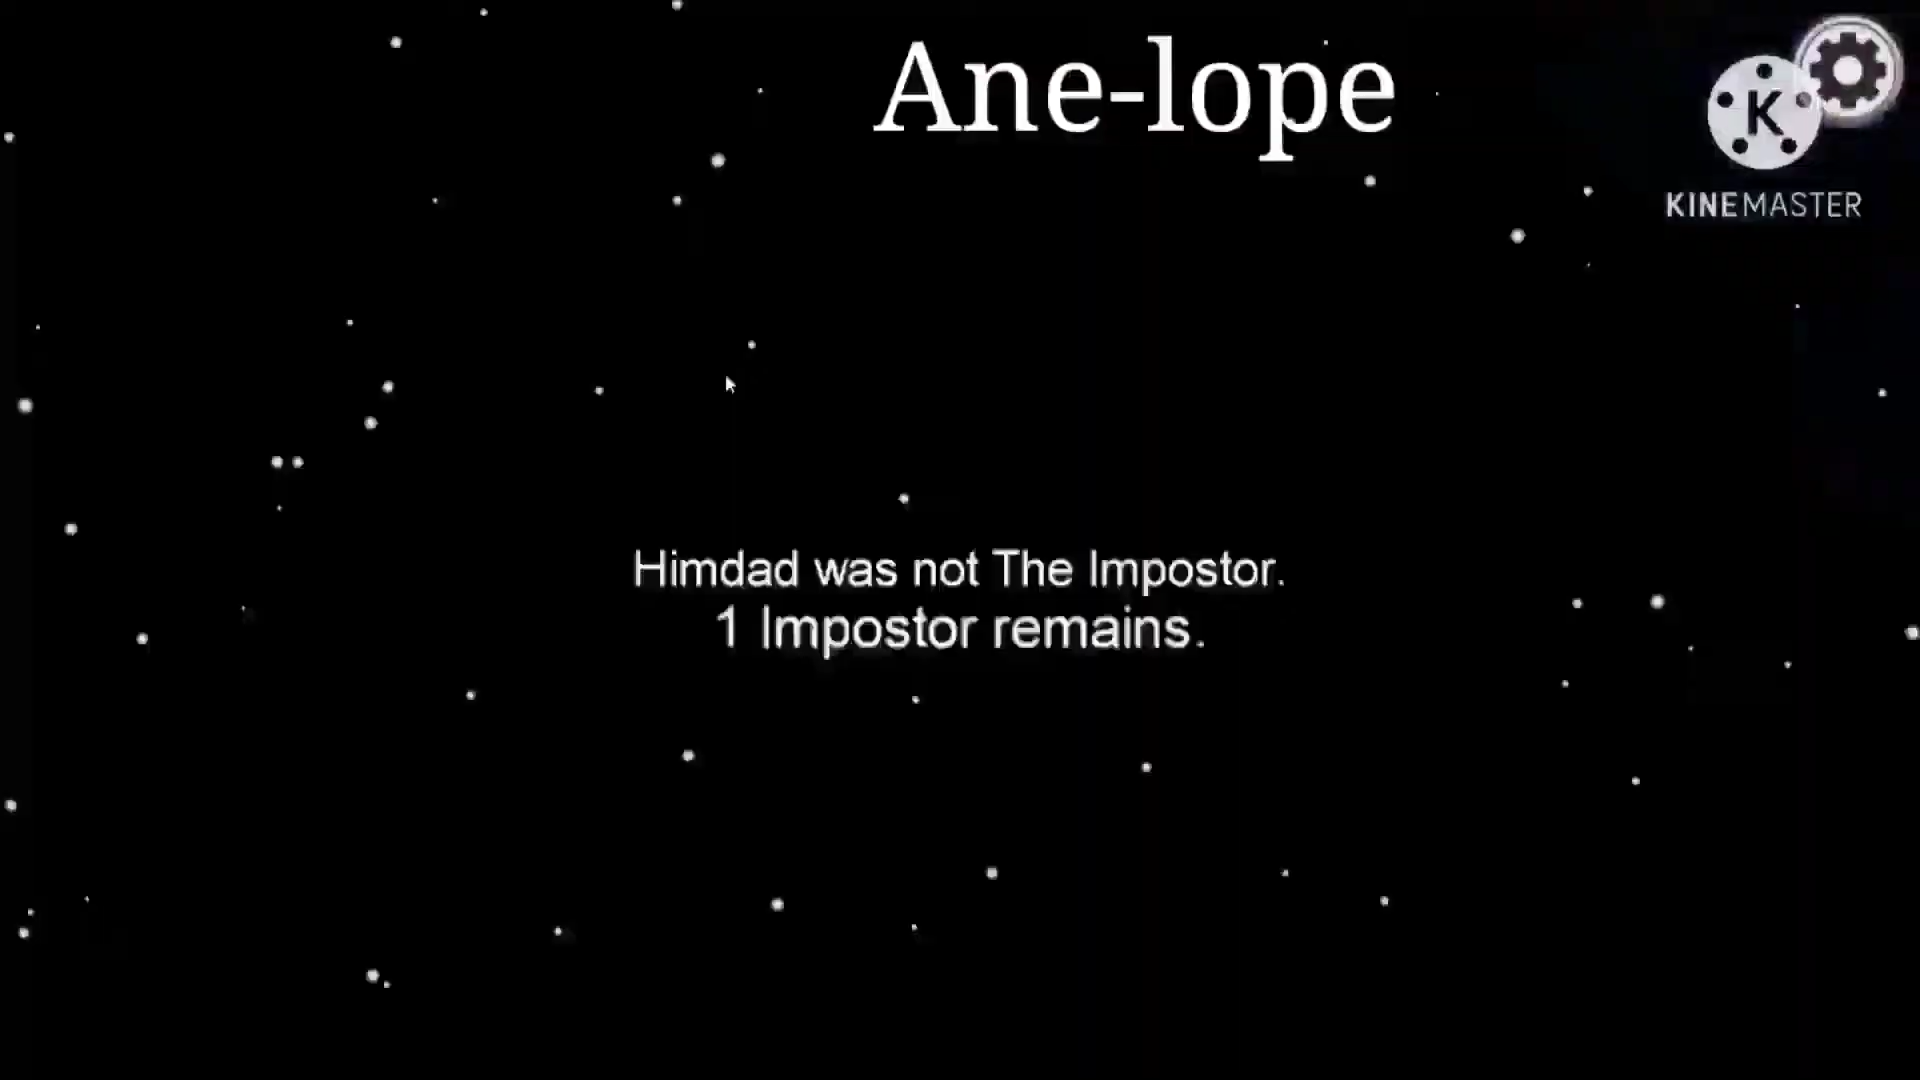 Ane-lope
K
KINEMASTER
Himdad was not The Impostor.
1 Impostor remains.